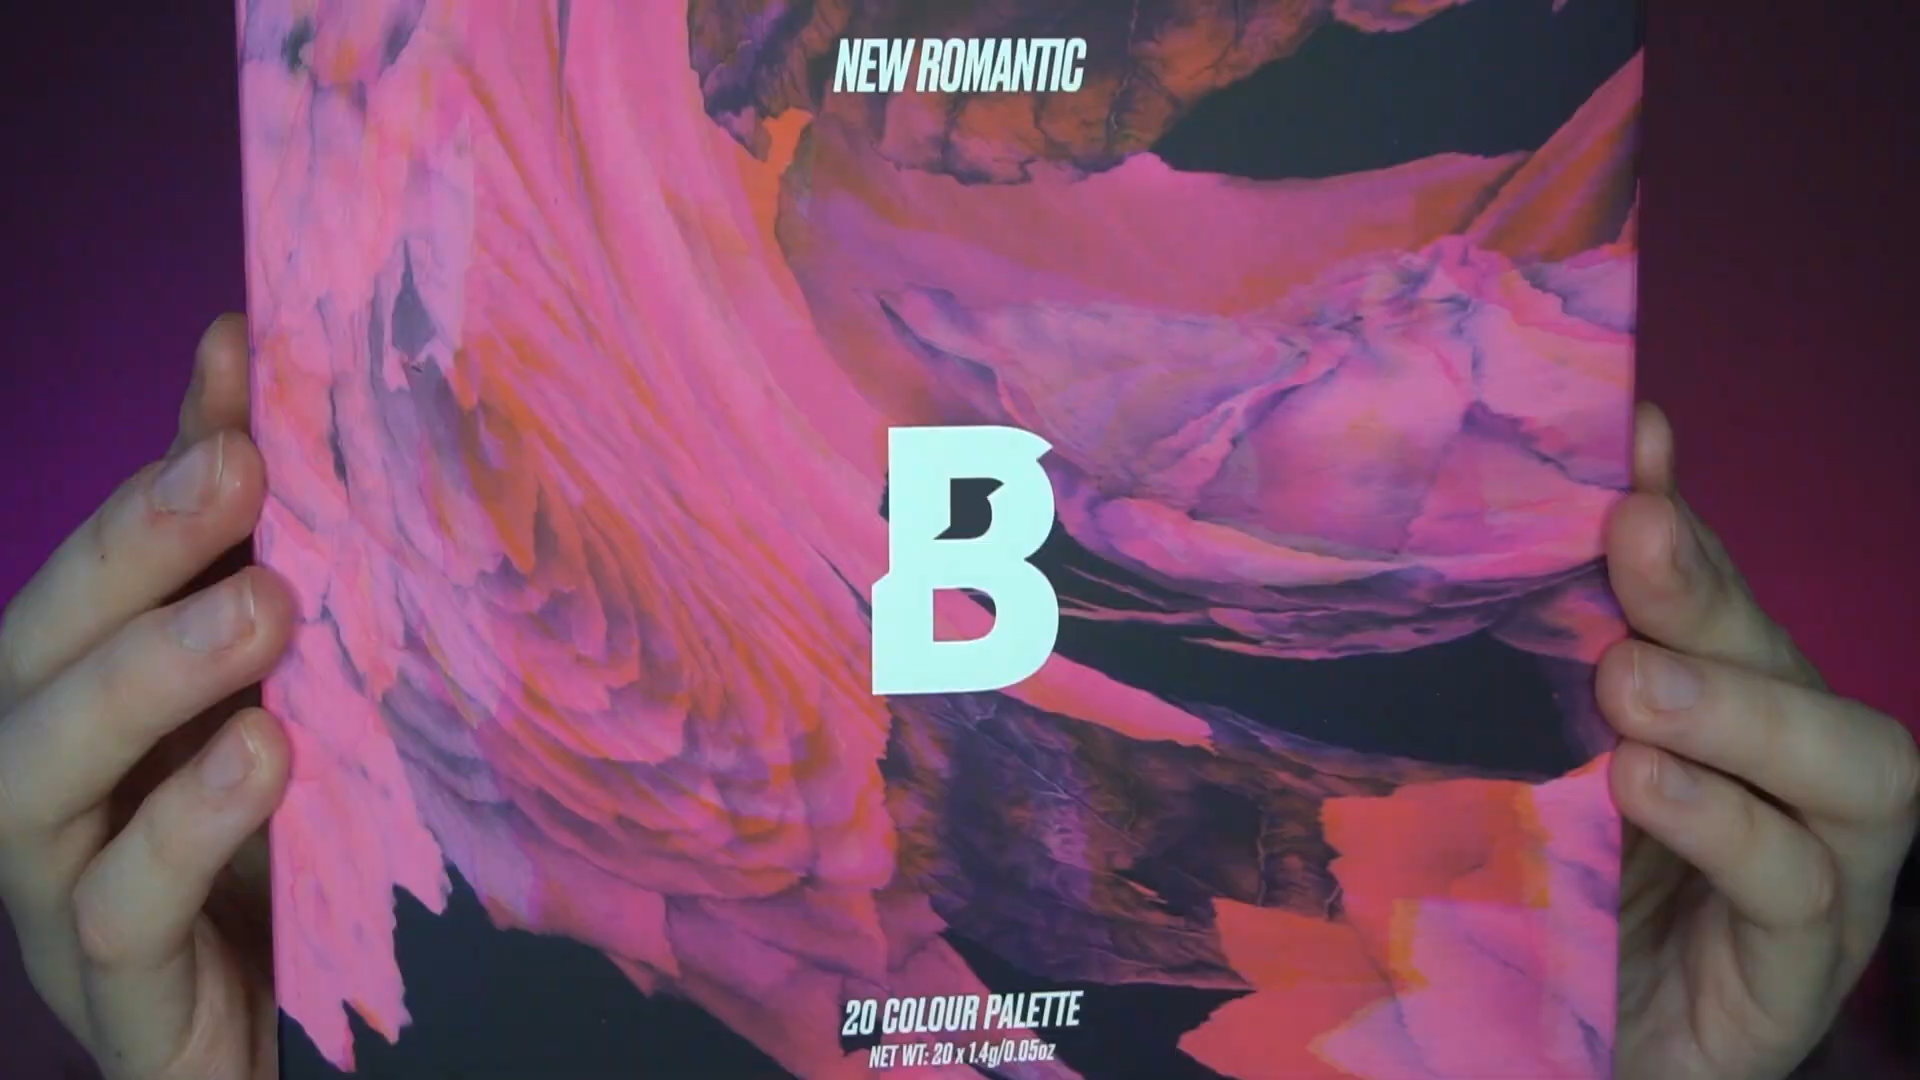 NEW ROMANTIC
B
20 COLOUR PALETTE
NET WT: 20 x 1.4g/0.05oz